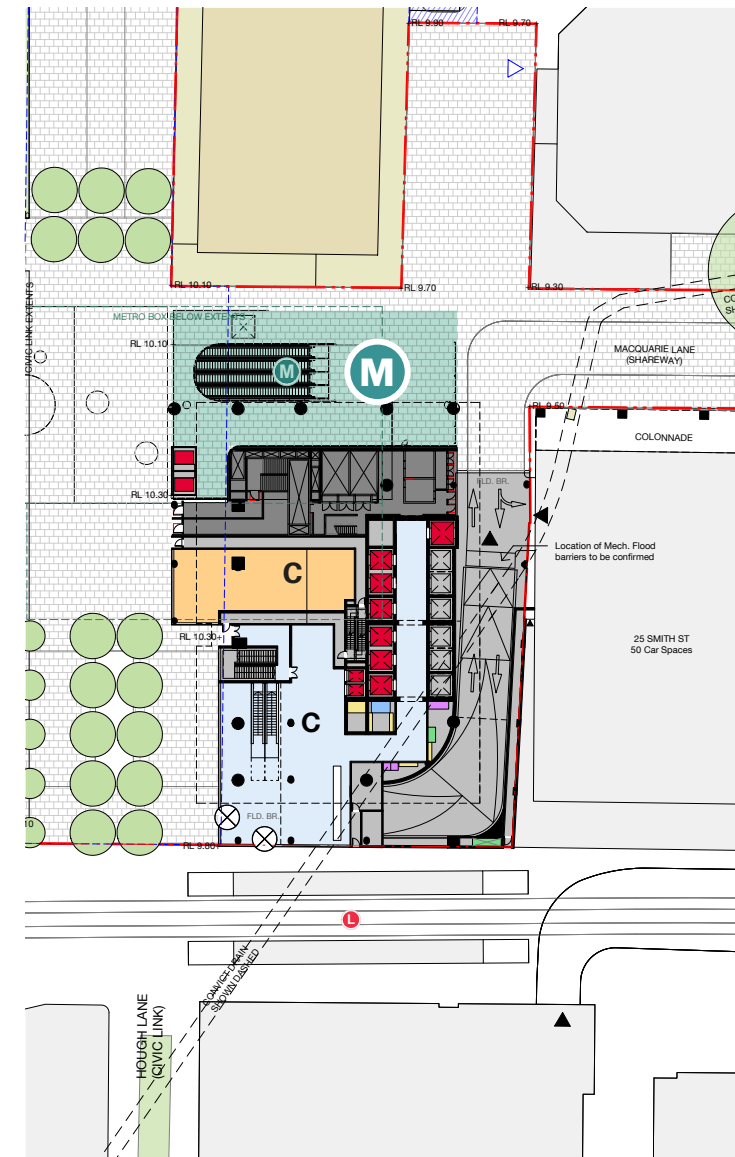 RL 9.90
RL 9.70
RL 10.10
RL 9.70
RL 9.30
CIVIC LINK EXTENTS
METRO BOX BELOW EXTENTS
RL 10.10
M
M
MACQUARIE LANE
(SHAREWAY)
RL 9.50
COLONNADE
RL 10.30
FLD. BR.
Location of Mech. Flood
barriers to be confirmed
C
RL 10.30+
25 SMITH ST
50 Car Spaces
C
10
FLD. BR.
RL 9.80+
L
CONVICT DRAIN
SHOWN DASHED
HOUGH LANE
(CIVIC LINK)